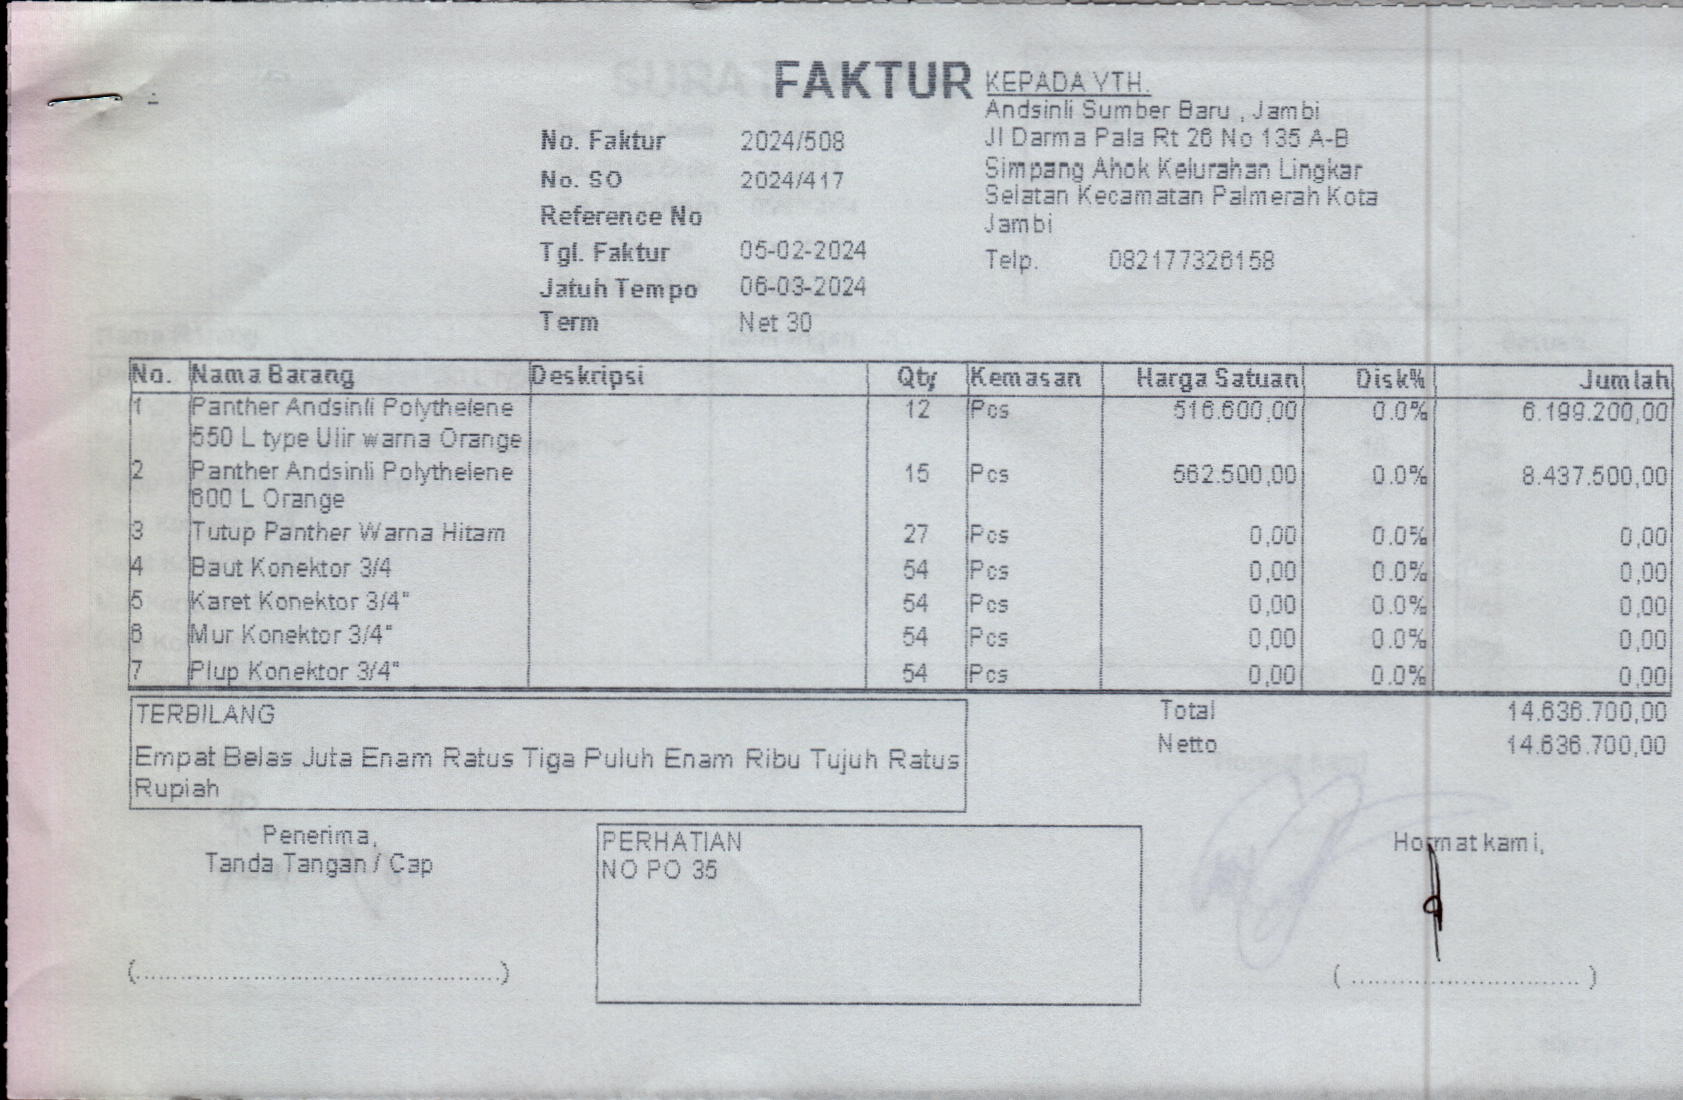 FAKTUR
KEPADA YTH.
Andsinli Sumber Baru , Jambi
Jl Darma Pala Rt 26 No 135 A-B
Simpang Ahok Kelurahan Lingkar
Selatan Kecamatan Palmerah Kota
Jambi
Telp. 082177326158
No. Faktur 2024/508
No. SO 2024/417
Reference No
Tgl. Faktur 05-02-2024
Jatuh Tempo 06-03-2024
Term Net 30
No. Nama Barang Deskripsi Qty Kemasan Harga Satuan Disk% Jumlah
1 Panther Andsinli Polythelene 12 Pcs 516.600,00 0.0% 6.199.200,00
550 L type Ulir warna Orange
2 Panther Andsinli Polythelene 15 Pcs 562.500,00 0.0% 8.437.500,00
600 L Orange
3 Tutup Panther Warna Hitam 27 Pcs 0,00 0.0% 0,00
4 Baut Konektor 3/4 54 Pcs 0,00 0.0% 0,00
5 Karet Konektor 3/4" 54 Pcs 0,00 0.0% 0,00
6 Mur Konektor 3/4" 54 Pcs 0,00 0.0% 0,00
7 Plup Konektor 3/4" 54 Pcs 0,00 0.0% 0,00
TERBILANG
Empat Belas Juta Enam Ratus Tiga Puluh Enam Ribu Tujuh Ratus
Rupiah
Total 14.636.700,00
Netto 14.636.700,00
Penerima,
Tanda Tangan / Cap
PERHATIAN
NO PO 35
Hormat kami,
(..............................................)
( ............................. )